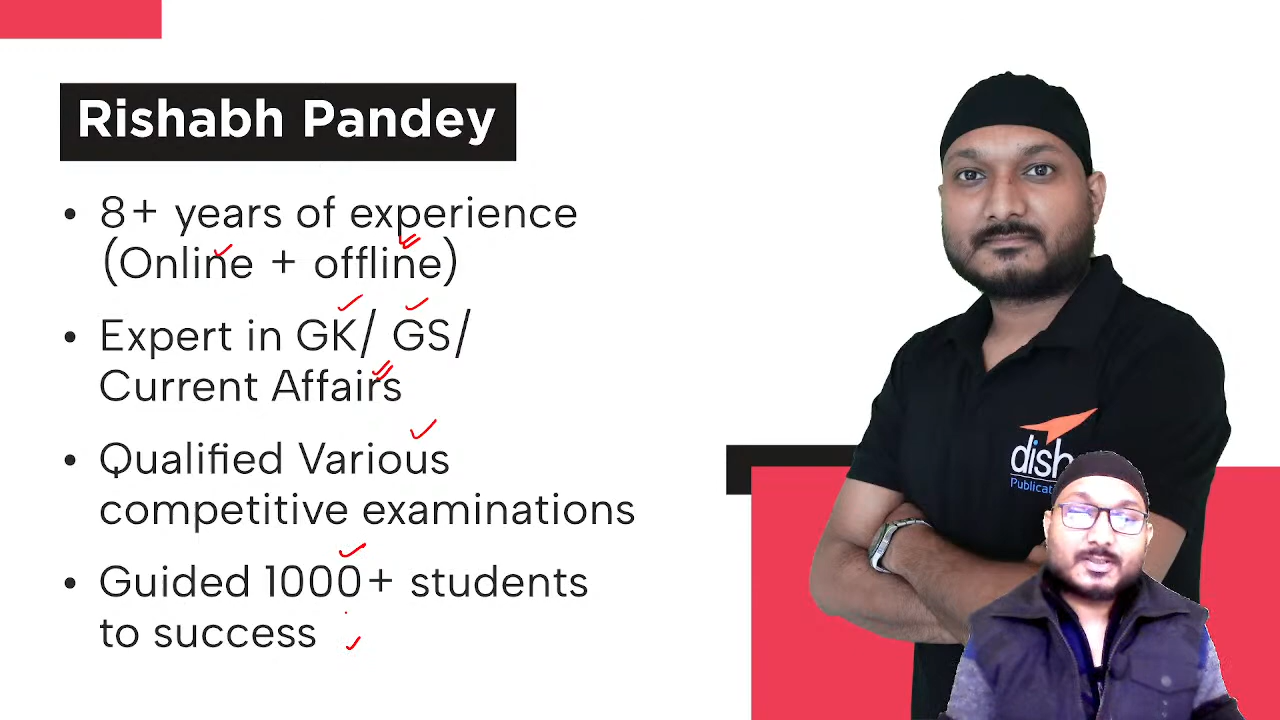 Rishabh Pandey
• 8+ years of experience
(Online + offline)
• Expert in GK/ GS/
Current Affairs
• Qualified Various
competitive examinations
• Guided 1000+ students
to success